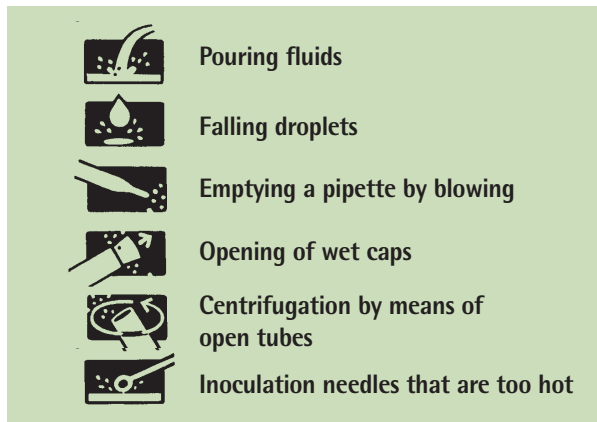 Pouring fluids
Falling droplets
Emptying a pipette by blowing
Opening of wet caps
Centrifugation by means of
open tubes
Inoculation needles that are too hot